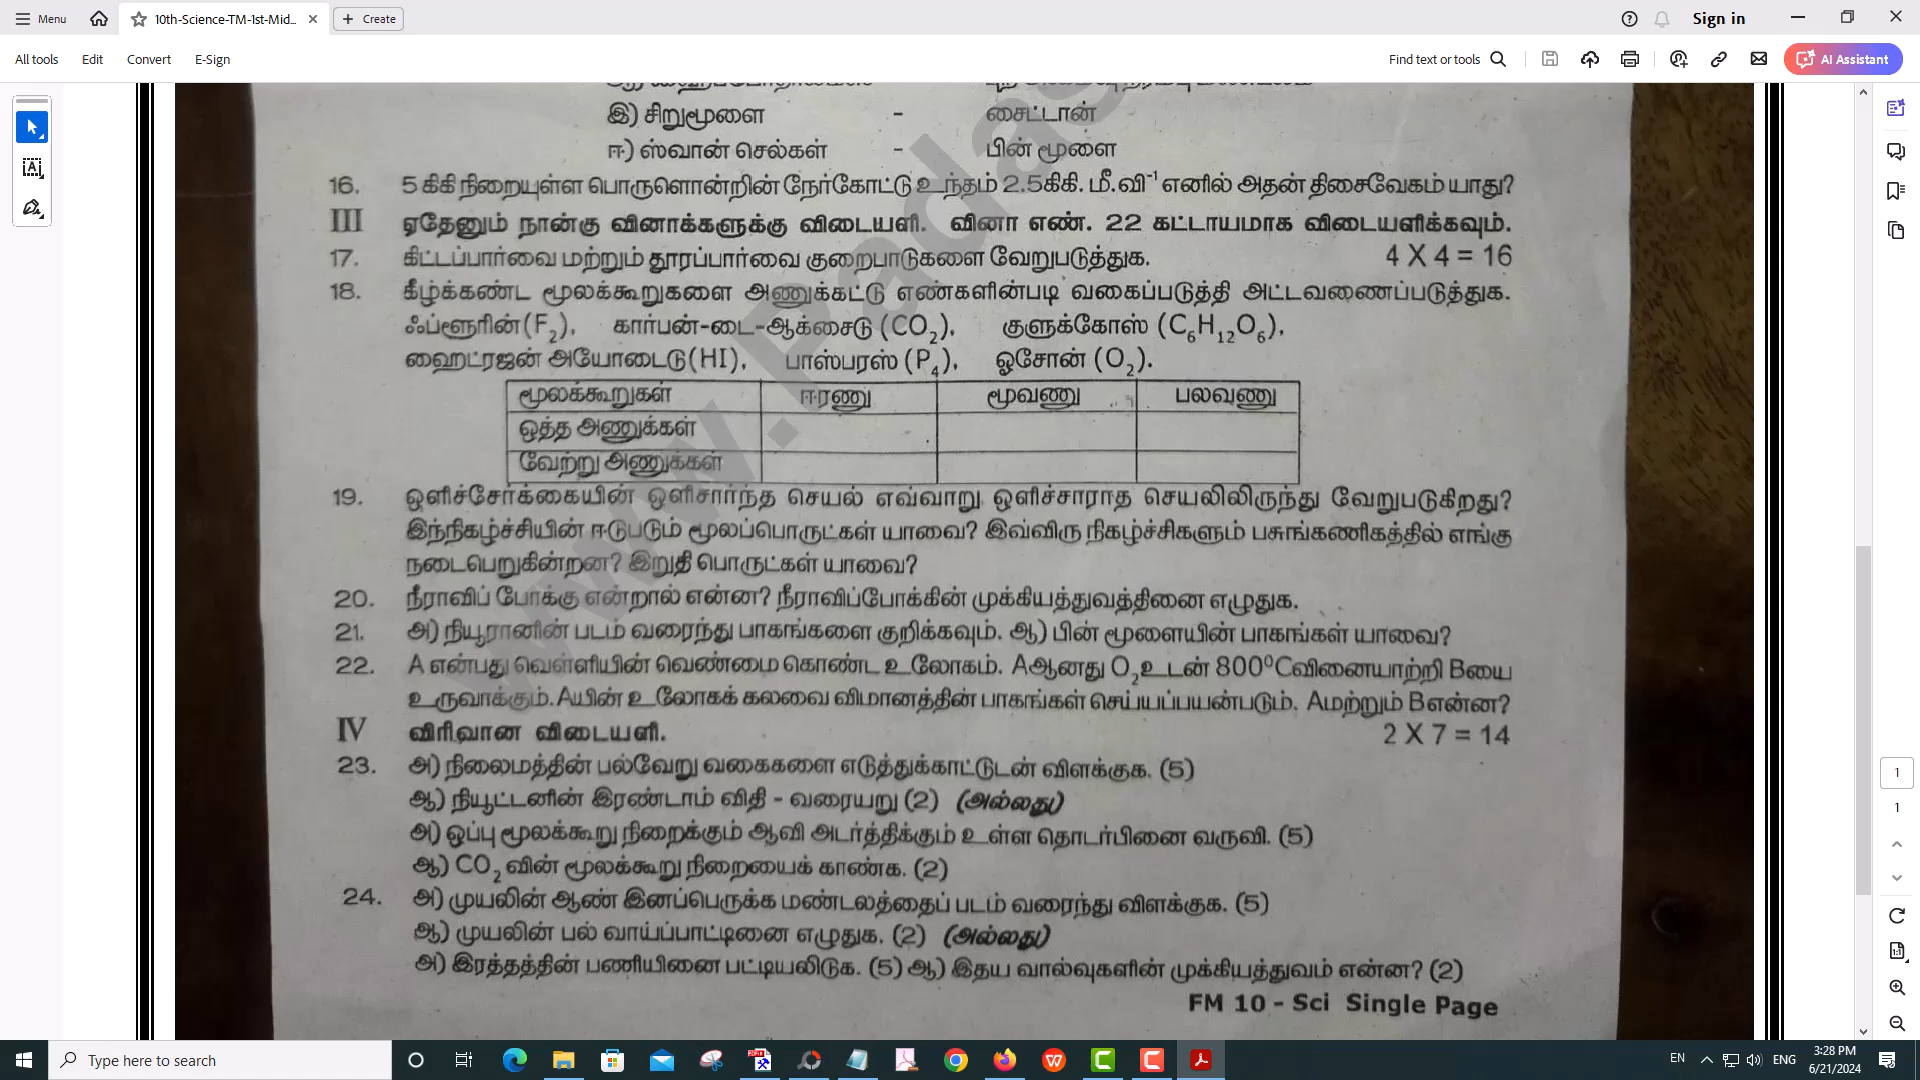 Menu
10th-Science-TM-1st-Mid...
Create
Sign in
All tools Edit Convert E-Sign
Find text or tools
AI Assistant
இ) சிறுமூளை - சைட்டான்
ஈ) ஸ்வான் செல்கள் - பின் மூளை
16. 5 கிகி நிறையுள்ள பொருளொன்றின் நேர்கோட்டு உந்தம் 2.5கிகி. மீ.வி⁻¹ எனில் அதன் திசைவேகம் யாது?
III ஏதேனும் நான்கு வினாக்களுக்கு விடையளி. வினா எண். 22 கட்டாயமாக விடையளிக்கவும்.
17. கிட்டப்பார்வை மற்றும் தூரப்பார்வை குறைபாடுகளை வேறுபடுத்துக. 4 X 4 = 16
18. கீழ்க்கண்ட மூலக்கூறுகளை அணுக்கட்டு எண்களின்படி வகைப்படுத்தி அட்டவணைப்படுத்துக.
ஃப்ளூரின்(F₂), கார்பன்-டை-ஆக்சைடு (CO₂), குளுக்கோஸ் (C₆H₁₂O₆),
ஹைட்ரஜன் அயோடைடு(HI), பாஸ்பரஸ் (P₄), ஓசோன் (O₂).
மூலக்கூறுகள் ஈரணு மூவணு பலவணு
ஒத்த அணுக்கள்
வேற்று அணுக்கள்
19. ஒளிச்சேர்க்கையின் ஒளிசார்ந்த செயல் எவ்வாறு ஒளிச்சாராத செயலிலிருந்து வேறுபடுகிறது?
இந்நிகழ்ச்சியின் ஈடுபடும் மூலப்பொருட்கள் யாவை? இவ்விரு நிகழ்ச்சிகளும் பசுங்கணிகத்தில் எங்கு
நடைபெறுகின்றன? இறுதி பொருட்கள் யாவை?
20. நீராவிப் போக்கு என்றால் என்ன? நீராவிப்போக்கின் முக்கியத்துவத்தினை எழுதுக.
21. அ) நியூரானின் படம் வரைந்து பாகங்களை குறிக்கவும். ஆ) பின் மூளையின் பாகங்கள் யாவை?
22. A என்பது வெள்ளியின் வெண்மை கொண்ட உலோகம். Aஆனது O₂உடன் 800⁰Cவினையாற்றி Bயை
உருவாக்கும். Aயின் உலோகக் கலவை விமானத்தின் பாகங்கள் செய்யப்பயன்படும். Aமற்றும் Bஎன்ன?
IV விரிவான விடையளி. 2 X 7 = 14
23. அ) நிலைமத்தின் பல்வேறு வகைகளை எடுத்துக்காட்டுடன் விளக்குக. (5)
ஆ) நியூட்டனின் இரண்டாம் விதி - வரையறு (2) (அல்லது)
அ) ஒப்பு மூலக்கூறு நிறைக்கும் ஆவி அடர்த்திக்கும் உள்ள தொடர்பினை வருவி. (5)
ஆ) CO₂ வின் மூலக்கூறு நிறையைக் காண்க. (2)
24. அ) முயலின் ஆண் இனப்பெருக்க மண்டலத்தைப் படம் வரைந்து விளக்குக. (5)
ஆ) முயலின் பல் வாய்ப்பாட்டினை எழுதுக. (2) (அல்லது)
அ) இரத்தத்தின் பணியினை பட்டியலிடுக. (5) ஆ) இதய வால்வுகளின் முக்கியத்துவம் என்ன? (2)
FM 10 - Sci Single Page
www.Padas
1
1
Type here to search
EN
ENG
3:28 PM
6/21/2024